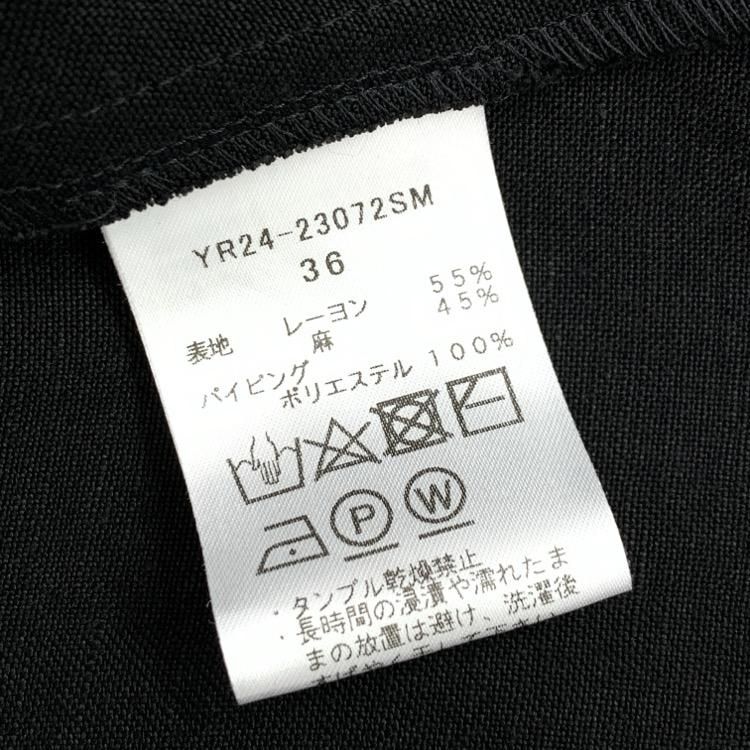 YR24-23072SM
36
表地 レーヨン 55%
麻 45%
パイピング
ポリエステル 100%
P W
・タンブル乾燥禁止
・長時間の浸漬や濡れたま
まの放置は避け、洗濯後